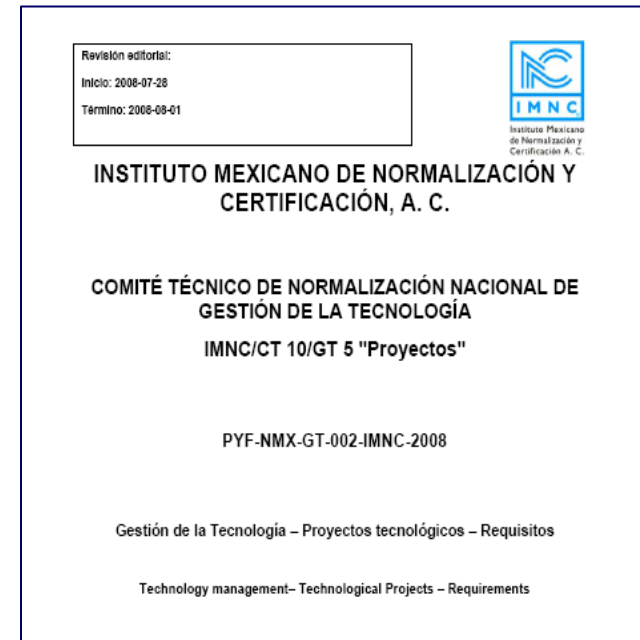 Revisión editorial:
Inicio: 2008-07-28
Término: 2008-08-01
IMNC
Instituto Mexicano
de Normalización y
Certificación A. C.
INSTITUTO MEXICANO DE NORMALIZACIÓN Y
CERTIFICACIÓN, A. C.
COMITÉ TÉCNICO DE NORMALIZACIÓN NACIONAL DE
GESTIÓN DE LA TECNOLOGÍA
IMNC/CT 10/GT 5 "Proyectos"
PYF-NMX-GT-002-IMNC-2008
Gestión de la Tecnología – Proyectos tecnológicos – Requisitos
Technology management– Technological Projects – Requirements